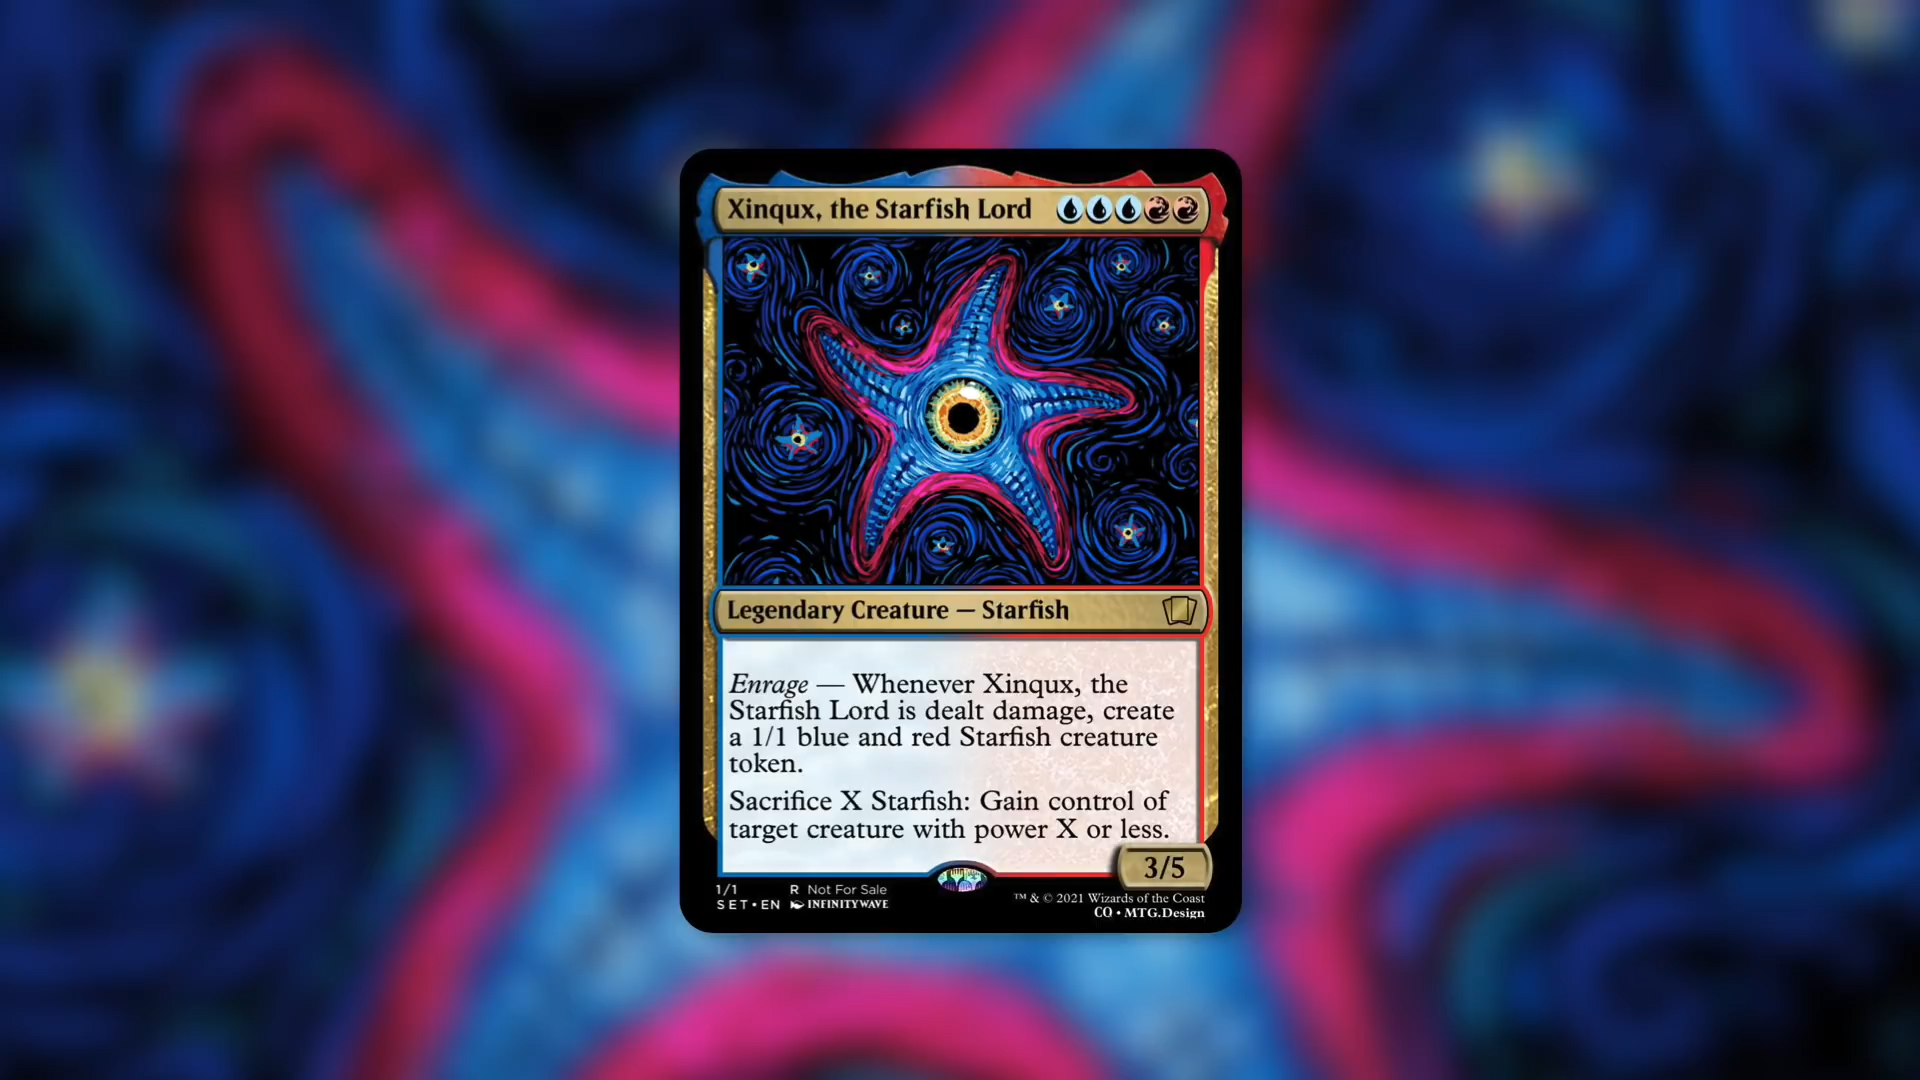 Xinqux, the Starfish Lord
Legendary Creature — Starfish
Enrage — Whenever Xinqux, the
Starfish Lord is dealt damage, create
a 1/1 blue and red Starfish creature
token.
Sacrifice X Starfish: Gain control of
target creature with power X or less.
3/5
1/1 R Not For Sale
SET • EN INFINITYWAVE
™ & © 2021 Wizards of the Coast
CO • MTG.Design